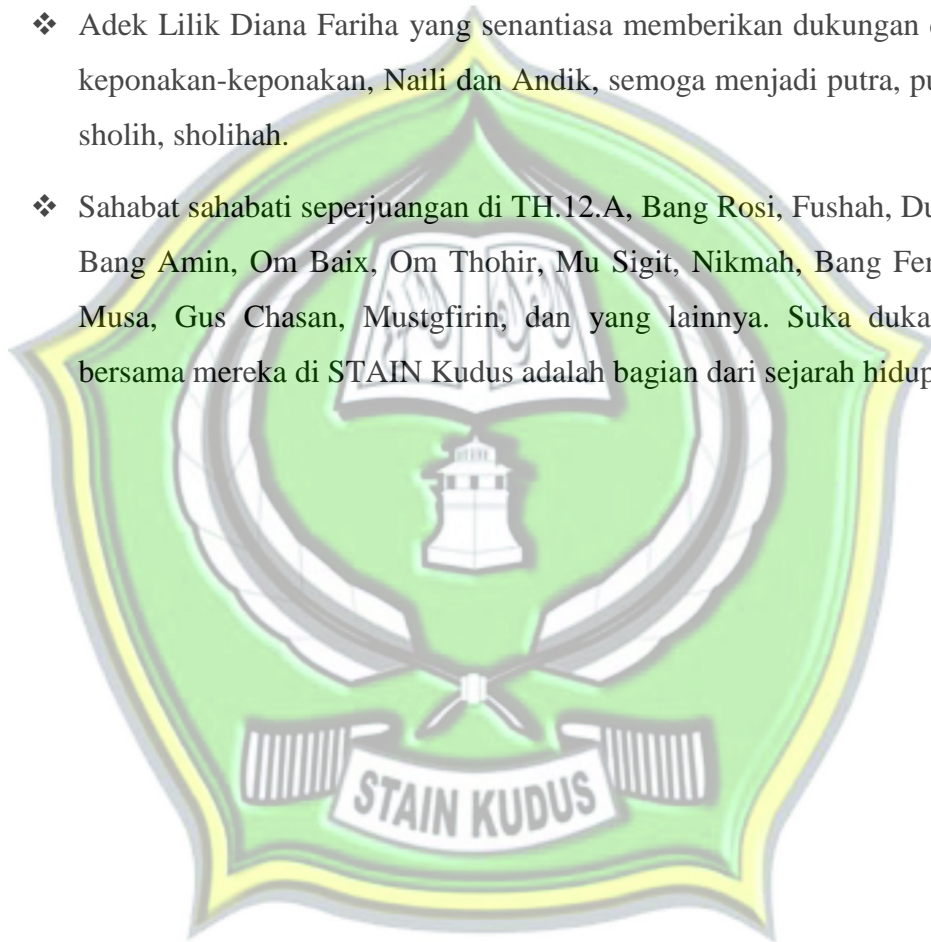 ❖ Adek Lilik Diana Fariha yang senantiasa memberikan dukungan
keponakan-keponakan, Naili dan Andik, semoga menjadi putra,
sholih, sholihah.
❖ Sahabat sahabati seperjuangan di TH.12.A, Bang Rosi, Fushah,
Bang Amin, Om Baix, Om Thohir, Mu Sigit, Nikmah, Bang
Musa, Gus Chasan, Mustgfirin, dan yang lainnya. Suka duka
bersama mereka di STAIN Kudus adalah bagian dari sejarah hidup
STAIN KUDUS